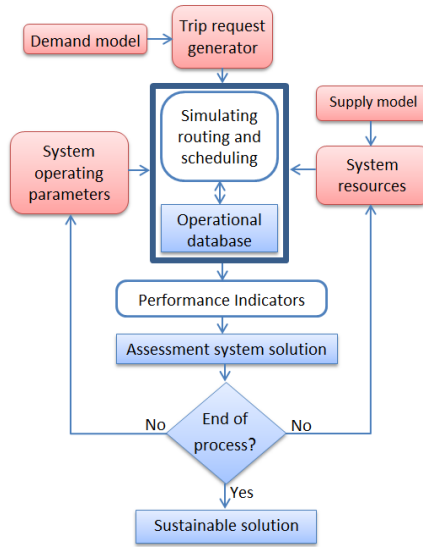 Demand model
Trip request
generator
Supply model
Simulating
routing and
scheduling
System
operating
parameters
System
resources
Operational
database
Performance Indicators
Assessment system solution
No
End of
process?
No
Yes
Sustainable solution